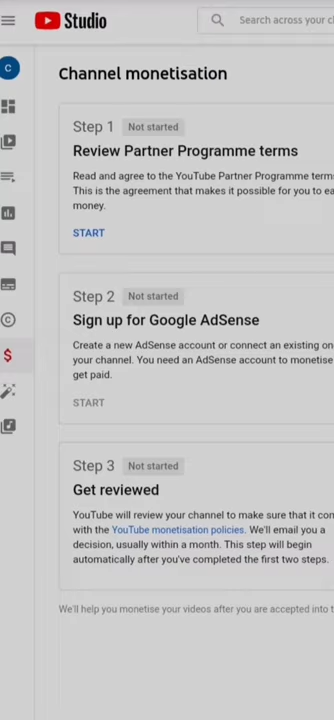 Studio
Search across your
C
Channel monetisation
Step 1 Not started
Review Partner Programme terms
Read and agree to the YouTube Partner Programme
This is the agreement that makes it possible for you to
money.
START
Step 2 Not started
Sign up for Google AdSense
Create a new AdSense account or connect an existing
your channel. You need an AdSense account to monetise
get paid.
START
Step 3 Not started
Get reviewed
YouTube will review your channel to make sure that it
with the YouTube monetisation policies. We'll email you a
decision, usually within a month. This step will begin
automatically after you've completed the first two steps.
We'll help you monetise your videos after you are accepted into